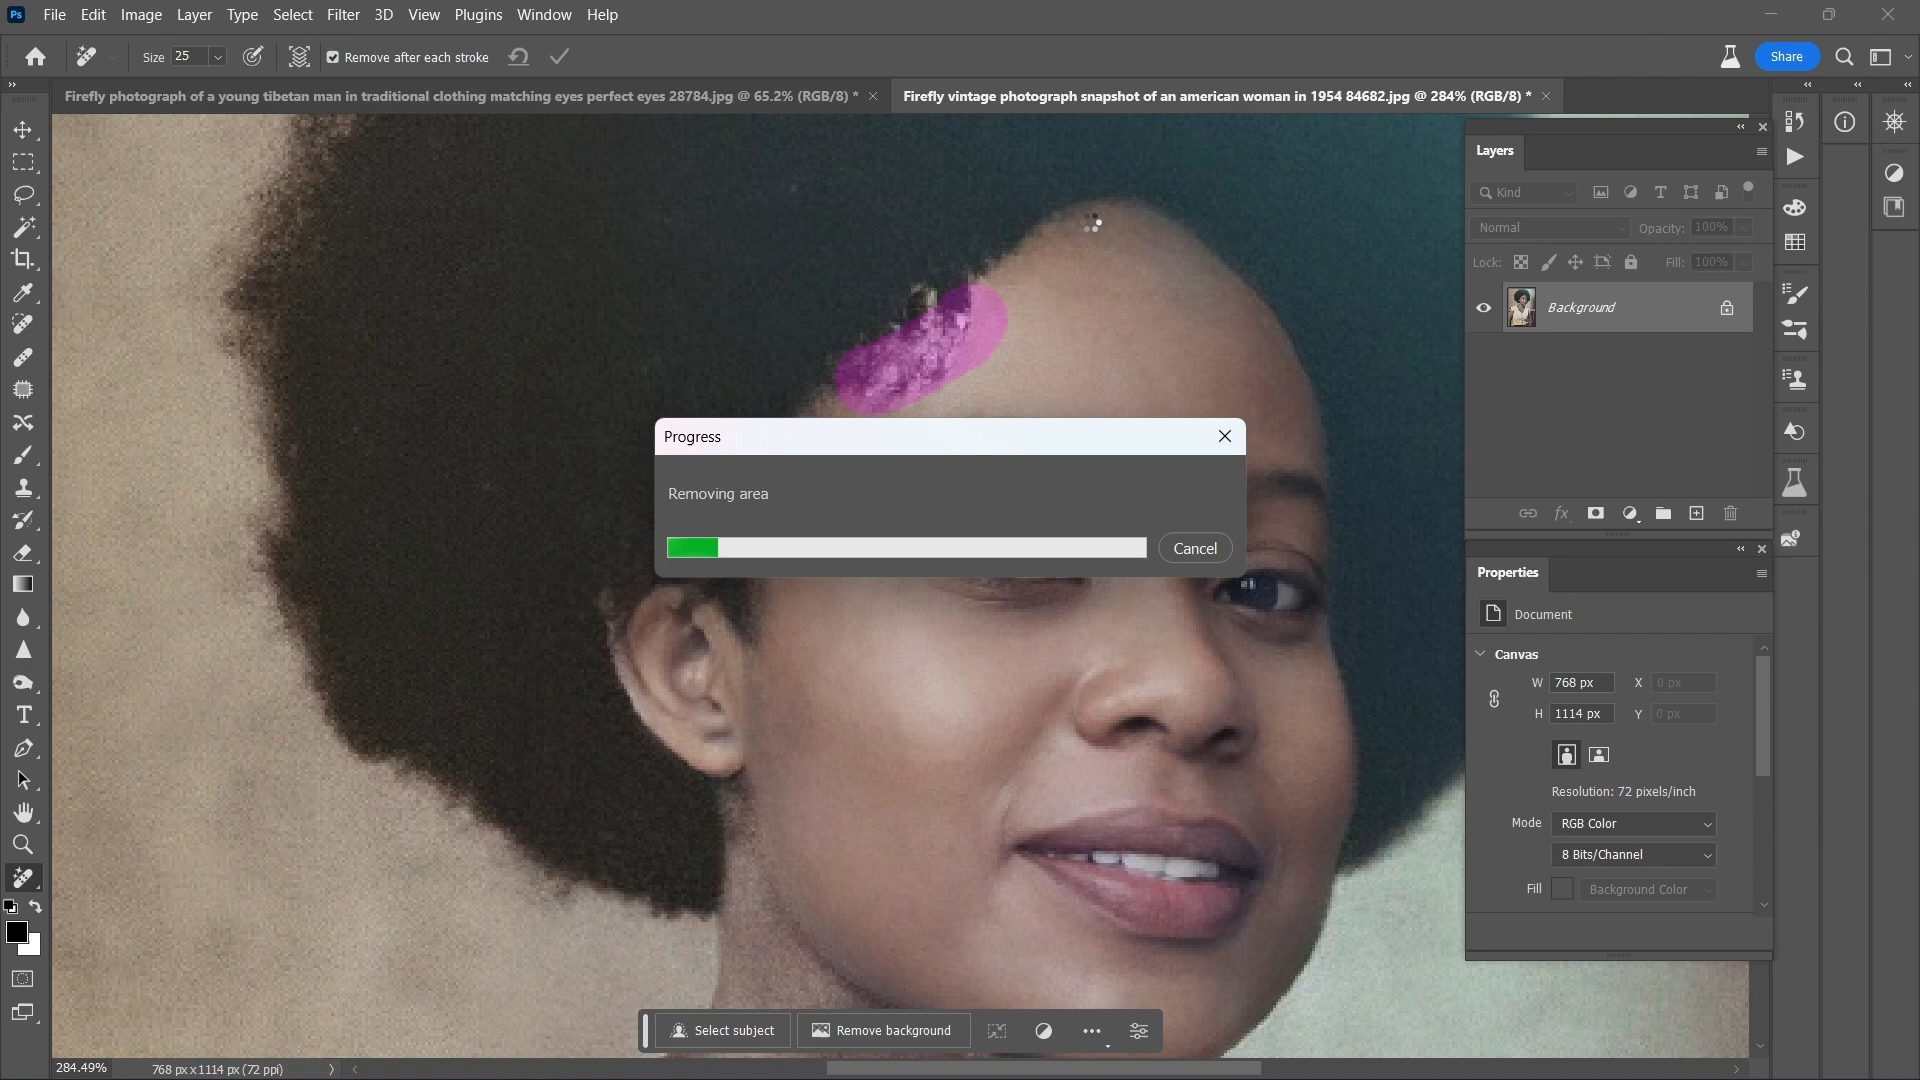 Ps File Edit Image Layer Type Select Filter 3D View Plugins Window Help
Size 25 Remove after each stroke Share
Firefly photograph of a young tibetan man in traditional clothing matching eyes perfect eyes 28784.jpg @ 65.2% (RGB/8) * Firefly vintage photograph snapshot of an american woman in 1954 84682.jpg @ 284% (RGB/8) *
Layers
Kind
Normal Opacity: 100%
Lock: Fill: 100%
Background
fx
Progress
Removing area
Cancel
Properties
Document
Canvas
W 768 px X 0 px
H 1114 px Y 0 px
Resolution: 72 pixels/inch
Mode RGB Color
8 Bits/Channel
Fill Background Color
Select subject Remove background
284.49% 768 px x 1114 px (72 ppi)